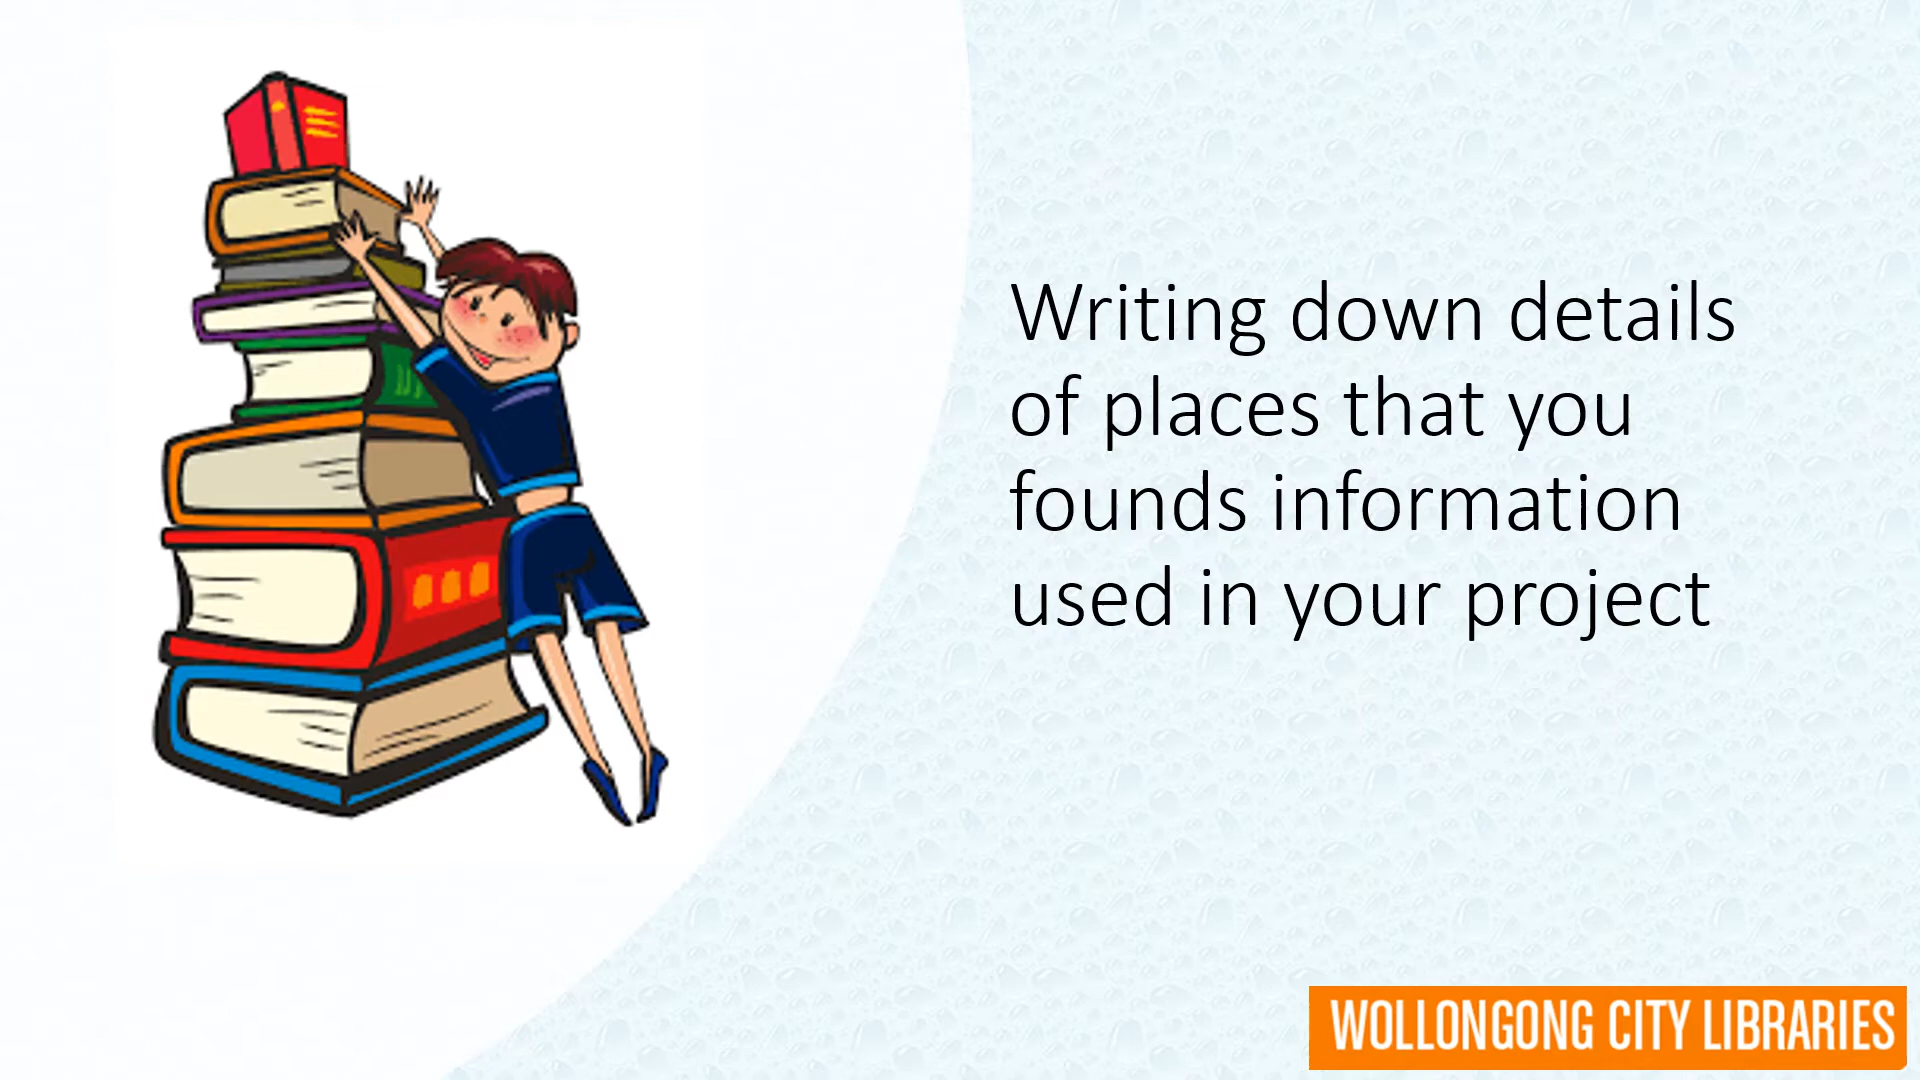 Writing down details
of places that you
founds information
used in your project
WOLLONGONG CITY LIBRARIES